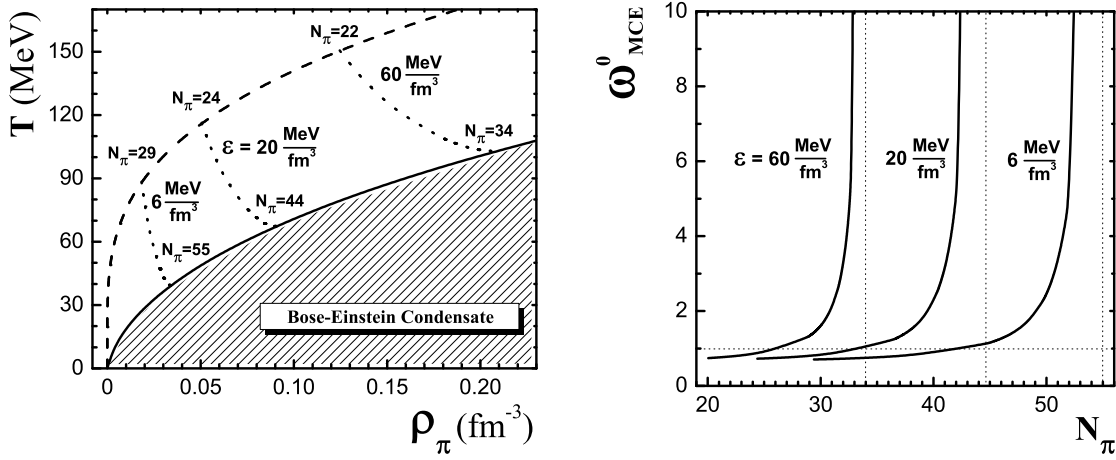 T (MeV)
150
120
90
60
30
0
N_π=22
60 MeV/fm³
N_π=24
N_π=34
ε = 20 MeV/fm³
N_π=29
6 MeV/fm³
N_π=44
N_π=55
Bose-Einstein Condensate
0 0.05 0.10 0.15 0.20
ρ_π (fm⁻³)
ω⁰_MCE
10
8
6
4
2
0
ε = 60 MeV/fm³ 20 MeV/fm³ 6 MeV/fm³
20 30 40 50
N_π